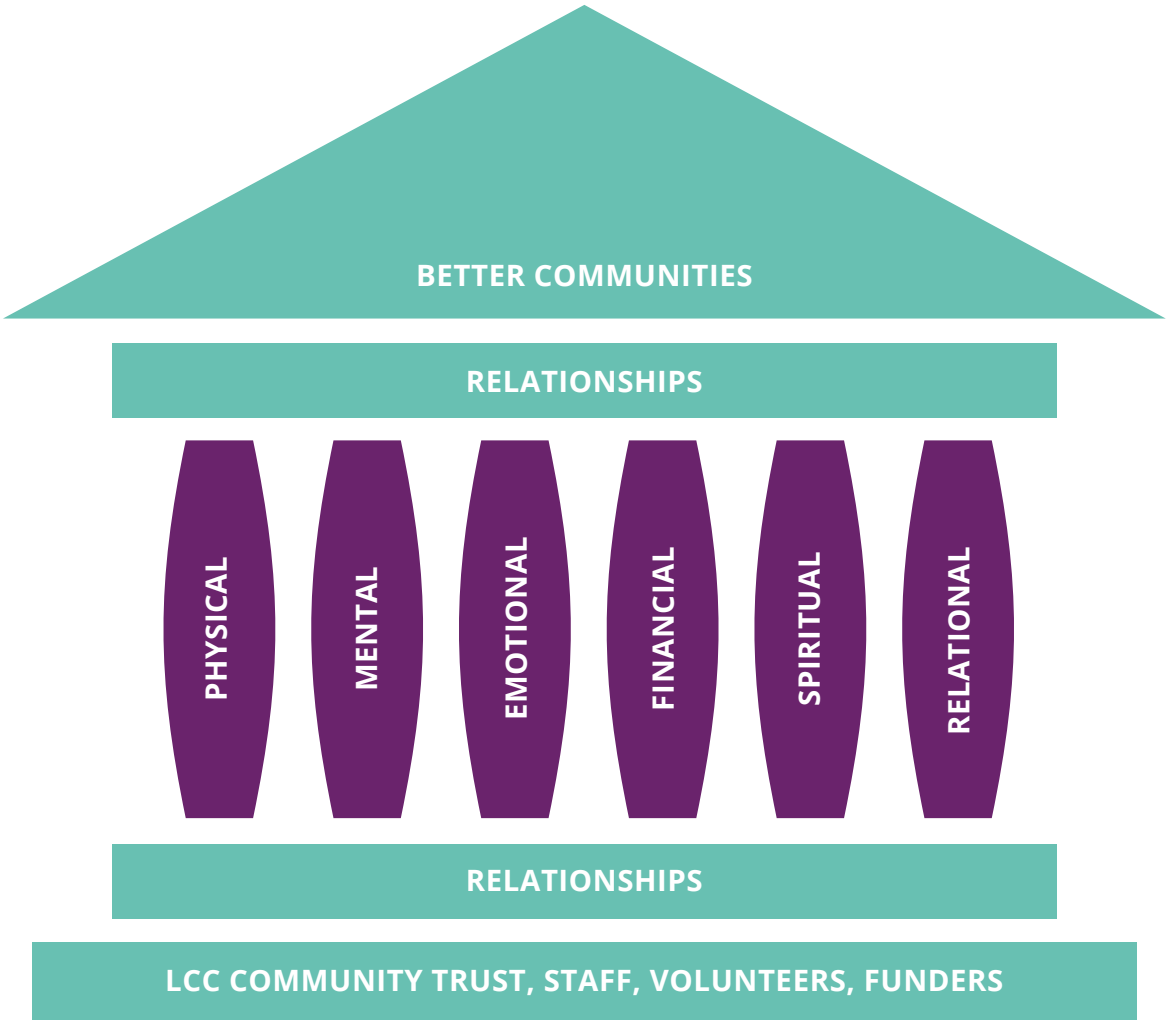 BETTER COMMUNITIES
RELATIONSHIPS
PHYSICAL
MENTAL
EMOTIONAL
FINANCIAL
SPIRITUAL
RELATIONAL
RELATIONSHIPS
LCC COMMUNITY TRUST, STAFF, VOLUNTEERS, FUNDERS